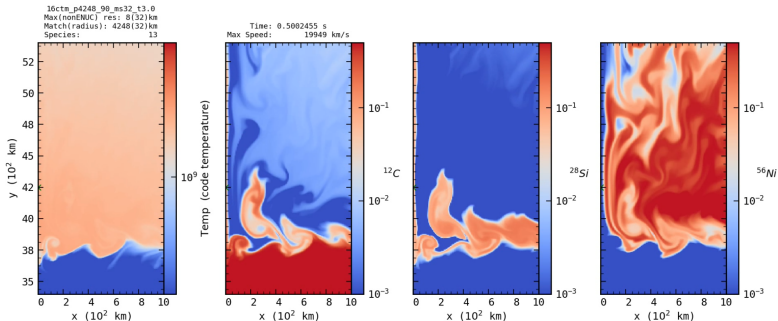 16ctm_p4248_90_ms32_t3.0
Max(nonENUC) res: 8(32)km
Match(radius): 4248(32)km
Species: 13
Time: 0.5002455 s
Max Speed: 19949 km/s
y (10² km)
52
50
48
45
42
40
38
35
0 2 4 6 8 10
x (10² km)
10⁹
Temp (code temperature)
0 2 4 6 8 10
x (10² km)
10⁻¹
10⁻²
10⁻³
¹²C
0 2 4 6 8 10
x (10² km)
10⁻¹
10⁻²
10⁻³
²⁸Si
0 2 4 6 8 10
x (10² km)
10⁻¹
10⁻²
10⁻³
⁵⁶Ni